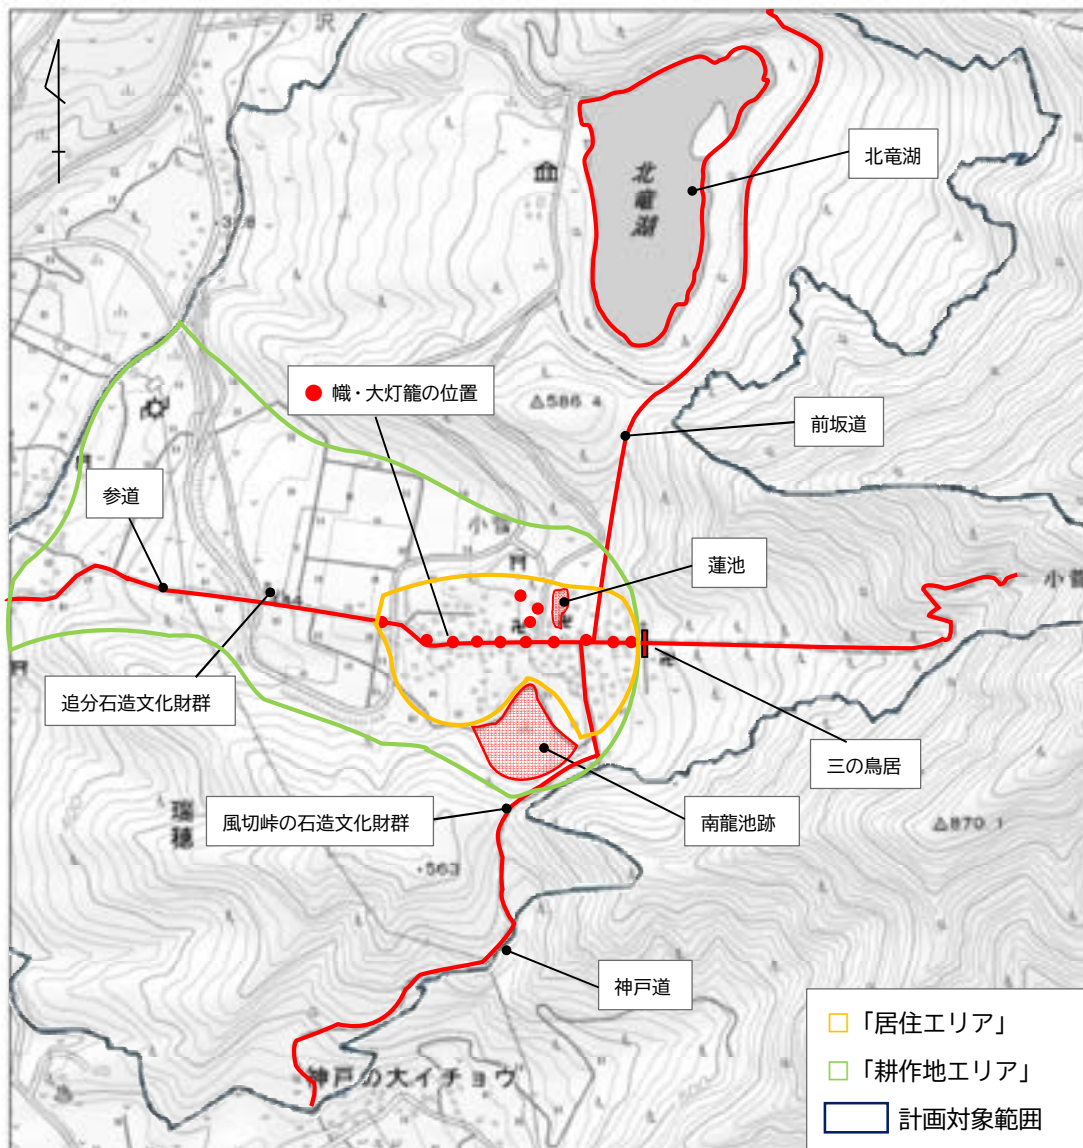 沢
北竜湖
北竜湖
・3 8
幟・大灯籠の位置
△586 4
前坂道
参道
小菅
蓮池
小菅
追分石造文化財群
三の鳥居
風切峠の石造文化財群
南龍池跡
瑞穂
・563
△870 1
神戸道
神戸の大イチョウ
「居住エリア」
「耕作地エリア」
計画対象範囲